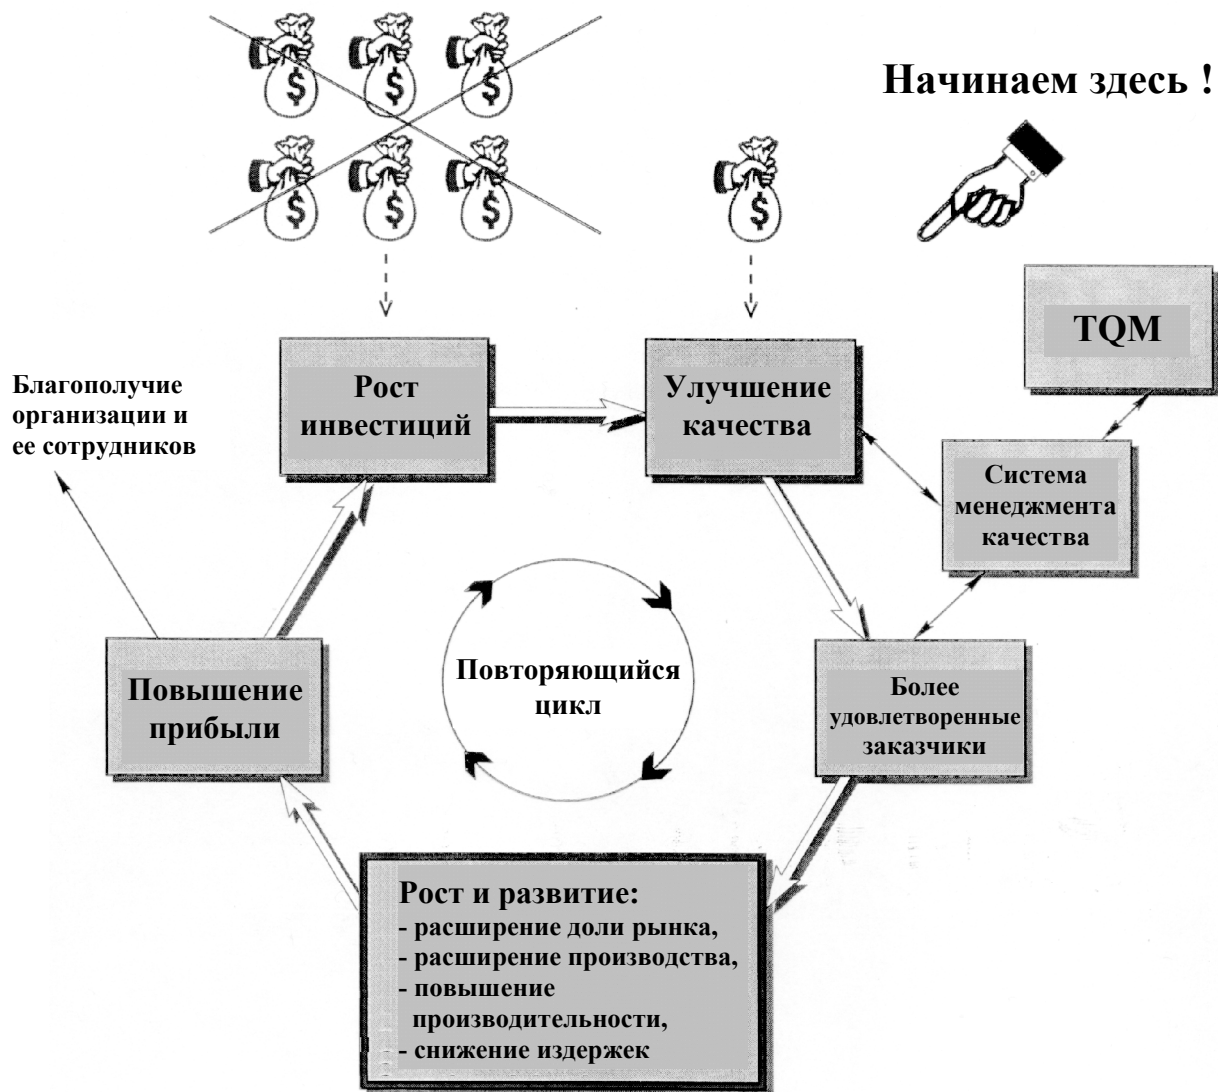 Начинаем здесь !
$ $ $
$ $ $
$
TQM
Рост
инвестиций
Улучшение
качества
Благополучие
организации и
ее сотрудников
Система
менеджмента
качества
Повторяющийся
цикл
Повышение
прибыли
Более
удовлетворенные
заказчики
Рост и развитие:
- расширение доли рынка,
- расширение производства,
- повышение
производительности,
- снижение издержек